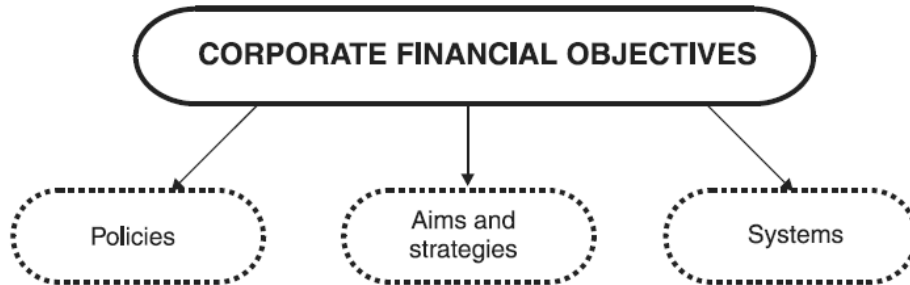 CORPORATE FINANCIAL OBJECTIVES
Policies
Aims and
strategies
Systems